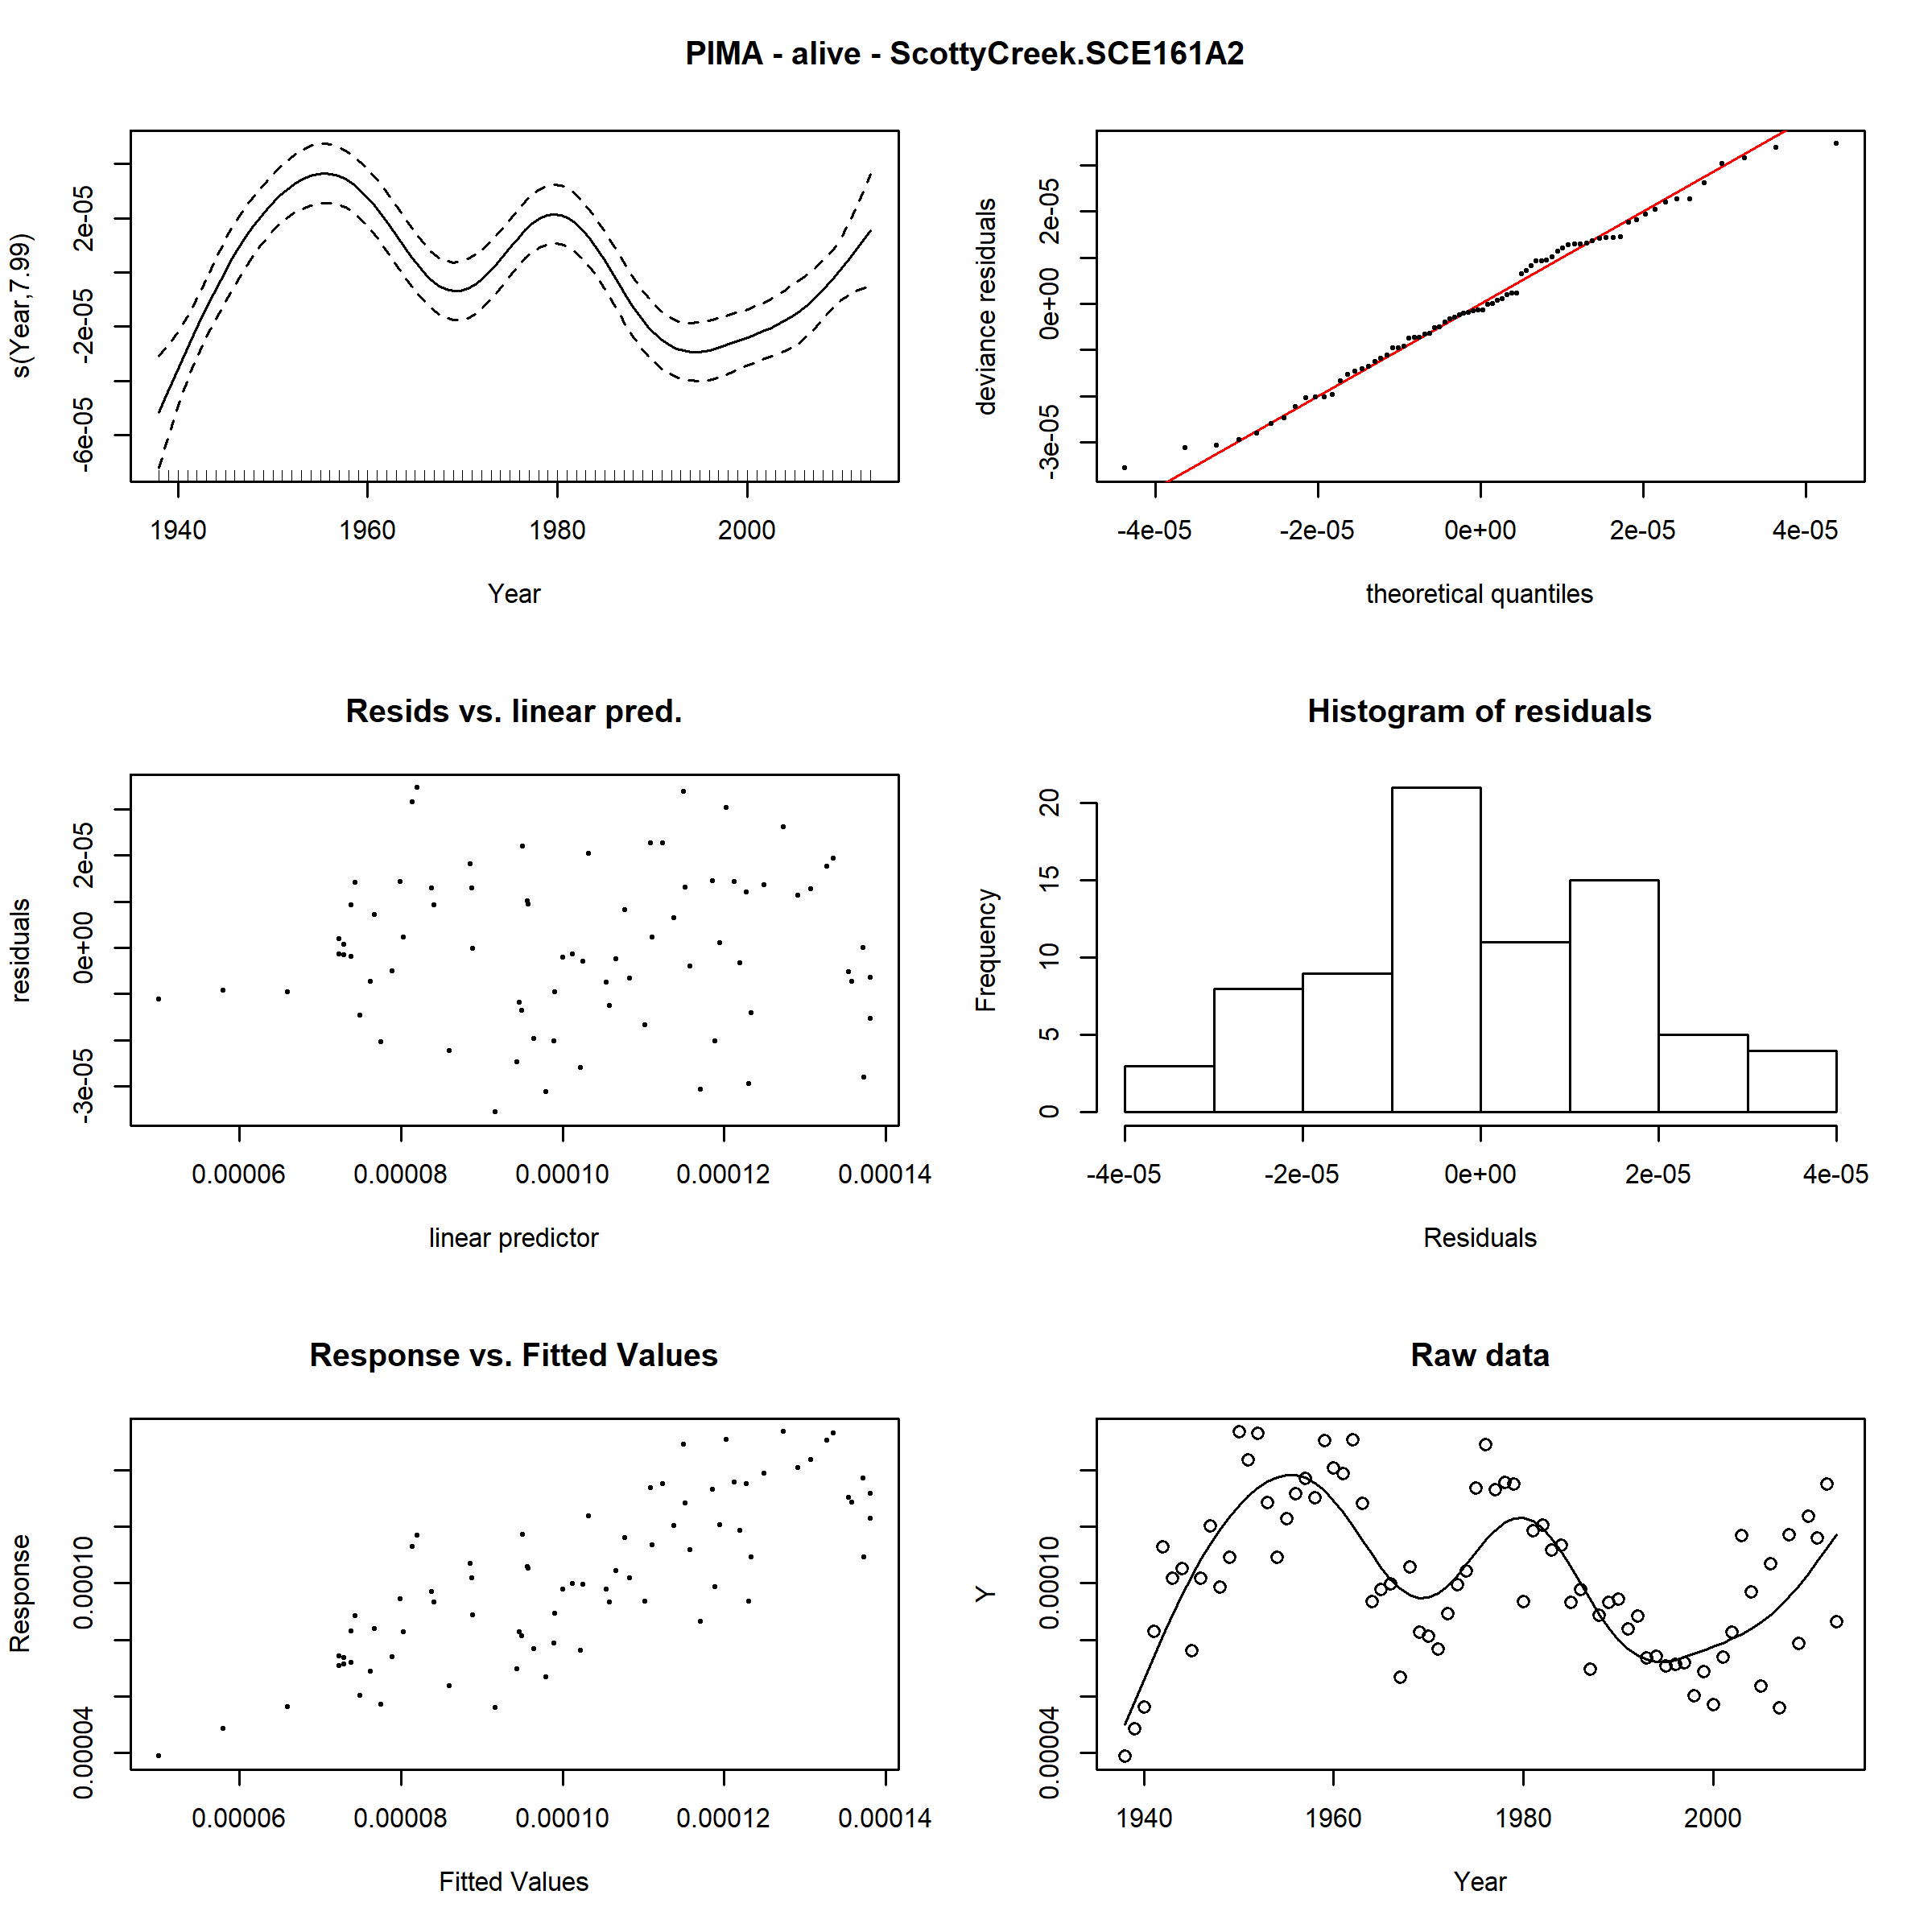 PIMA - alive - ScottyCreek.SCE161A2
s(Year,7.99)
-6e-05 -2e-05 2e-05
1940 1960 1980 2000
Year
deviance residuals
-3e-05 0e+00 2e-05
-4e-05 -2e-05 0e+00 2e-05 4e-05
theoretical quantiles
Resids vs. linear pred.
residuals
-3e-05 0e+00 2e-05
0.00006 0.00008 0.00010 0.00012 0.00014
linear predictor
Histogram of residuals
Frequency
0 5 10 15 20
-4e-05 -2e-05 0e+00 2e-05 4e-05
Residuals
Response vs. Fitted Values
Response
0.00004 0.00010
0.00006 0.00008 0.00010 0.00012 0.00014
Fitted Values
Raw data
Y
0.00004 0.00010
1940 1960 1980 2000
Year